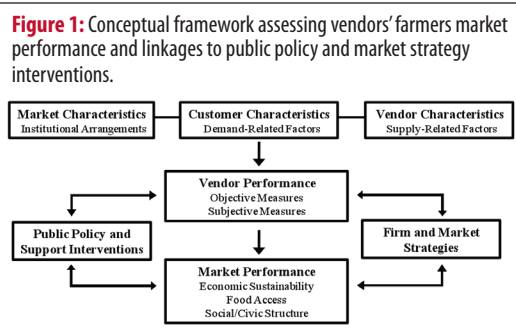 Figure 1: Conceptual framework assessing vendors' farmers market
performance and linkages to public policy and market strategy
interventions.
Market Characteristics
Institutional Arrangements
Customer Characteristics
Demand-Related Factors
Vendor Characteristics
Supply-Related Factors
Vendor Performance
Objective Measures
Subjective Measures
Public Policy and
Support Interventions
Firm and Market
Strategies
Market Performance
Economic Sustainability
Food Access
Social/Civic Structure